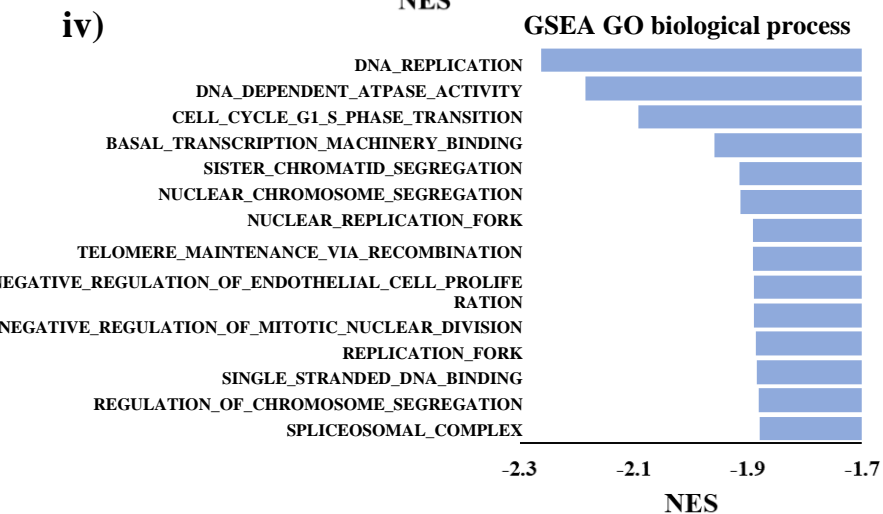 NES
iv)
GSEA GO biological process
DNA_REPLICATION
DNA_DEPENDENT_ATPASE_ACTIVITY
CELL_CYCLE_G1_S_PHASE_TRANSITION
BASAL_TRANSCRIPTION_MACHINERY_BINDING
SISTER_CHROMATID_SEGREGATION
NUCLEAR_CHROMOSOME_SEGREGATION
NUCLEAR_REPLICATION_FORK
TELOMERE_MAINTENANCE_VIA_RECOMBINATION
NEGATIVE_REGULATION_OF_ENDOTHELIAL_CELL_PROLIFE
RATION
NEGATIVE_REGULATION_OF_MITOTIC_NUCLEAR_DIVISION
REPLICATION_FORK
SINGLE_STRANDED_DNA_BINDING
REGULATION_OF_CHROMOSOME_SEGREGATION
SPLICEOSOMAL_COMPLEX
-2.3 -2.1 -1.9 -1.7
NES